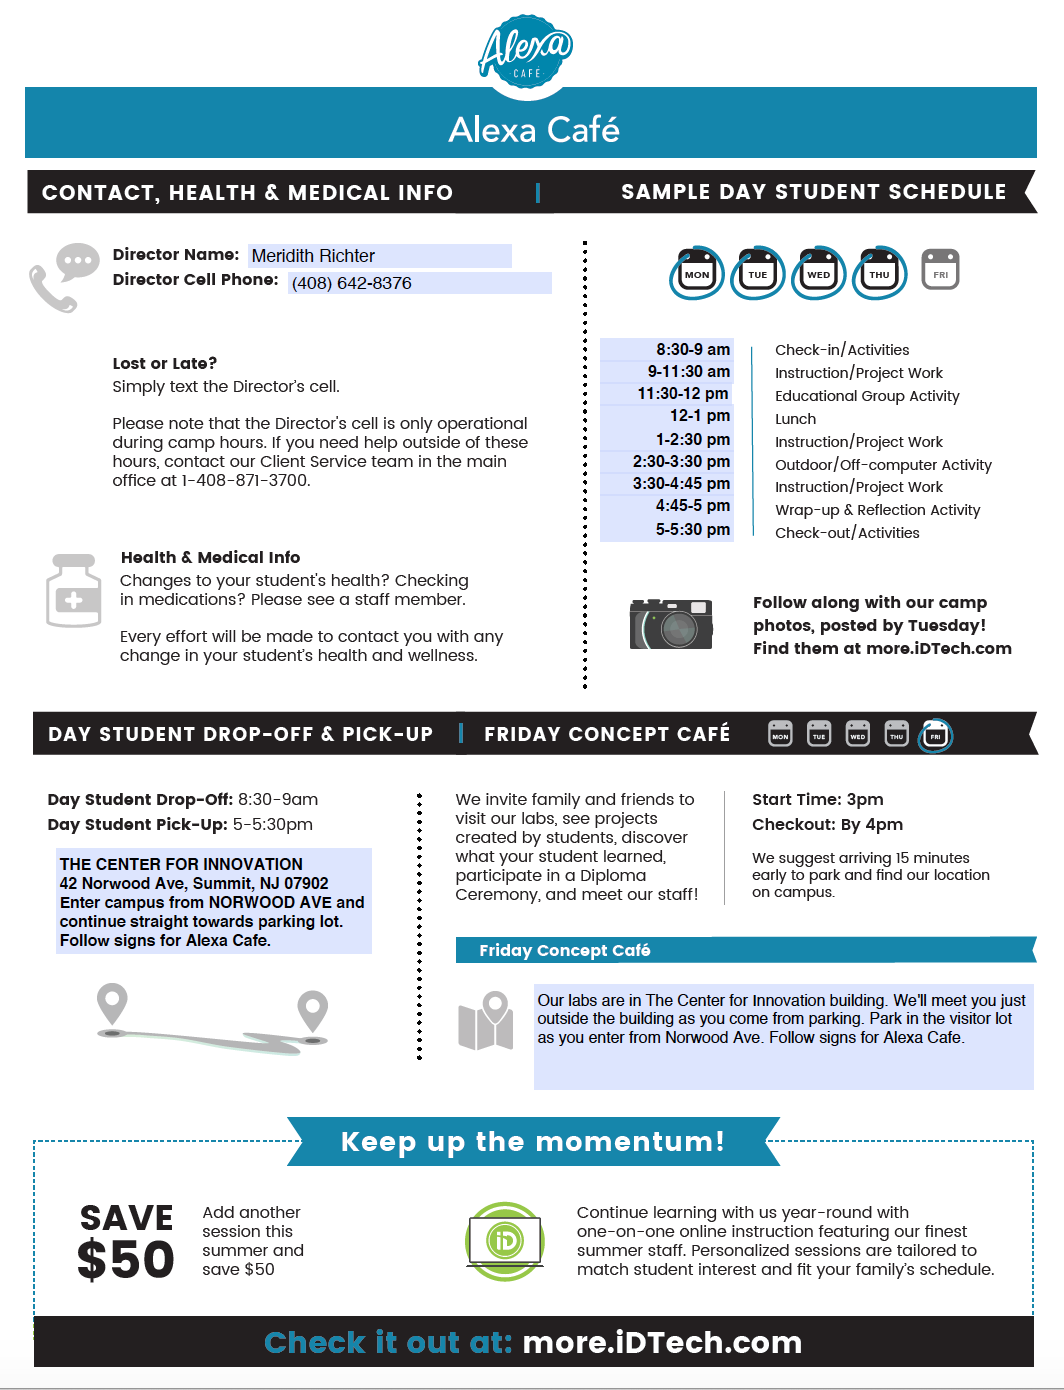 Alexa
CAFÉ
Alexa Café
CONTACT, HEALTH & MEDICAL INFO
Director Name: Meridith Richter
Director Cell Phone: (408) 642-8376
Lost or Late?
Simply text the Director's cell.
Please note that the Director's cell is only operational
during camp hours. If you need help outside of these
hours, contact our Client Service team in the main
office at 1-408-871-3700.
Health & Medical Info
Changes to your student's health? Checking
in medications? Please see a staff member.
Every effort will be made to contact you with any
change in your student's health and wellness.
SAMPLE DAY STUDENT SCHEDULE
MON TUE WED THU FRI
8:30-9 am Check-in/Activities
9-11:30 am Instruction/Project Work
11:30-12 pm Educational Group Activity
12-1 pm Lunch
1-2:30 pm Instruction/Project Work
2:30-3:30 pm Outdoor/Off-computer Activity
3:30-4:45 pm Instruction/Project Work
4:45-5 pm Wrap-up & Reflection Activity
5-5:30 pm Check-out/Activities
Follow along with our camp
photos, posted by Tuesday!
Find them at more.iDTech.com
DAY STUDENT DROP-OFF & PICK-UP
Day Student Drop-Off: 8:30-9am
Day Student Pick-Up: 5-5:30pm
THE CENTER FOR INNOVATION
42 Norwood Ave, Summit, NJ 07902
Enter campus from NORWOOD AVE and
continue straight towards parking lot.
Follow signs for Alexa Cafe.
FRIDAY CONCEPT CAFÉ
MON TUE WED THU FRI
We invite family and friends to
visit our labs, see projects
created by students, discover
what your student learned,
participate in a Diploma
Ceremony, and meet our staff!
Start Time: 3pm
Checkout: By 4pm
We suggest arriving 15 minutes
early to park and find our location
on campus.
Friday Concept Café
Our labs are in The Center for Innovation building. We'll meet you just
outside the building as you come from parking. Park in the visitor lot
as you enter from Norwood Ave. Follow signs for Alexa Cafe.
Keep up the momentum!
SAVE
$50
Add another
session this
summer and
save $50
iD
Continue learning with us year-round with
one-on-one online instruction featuring our finest
summer staff. Personalized sessions are tailored to
match student interest and fit your family's schedule.
Check it out at: more.iDTech.com